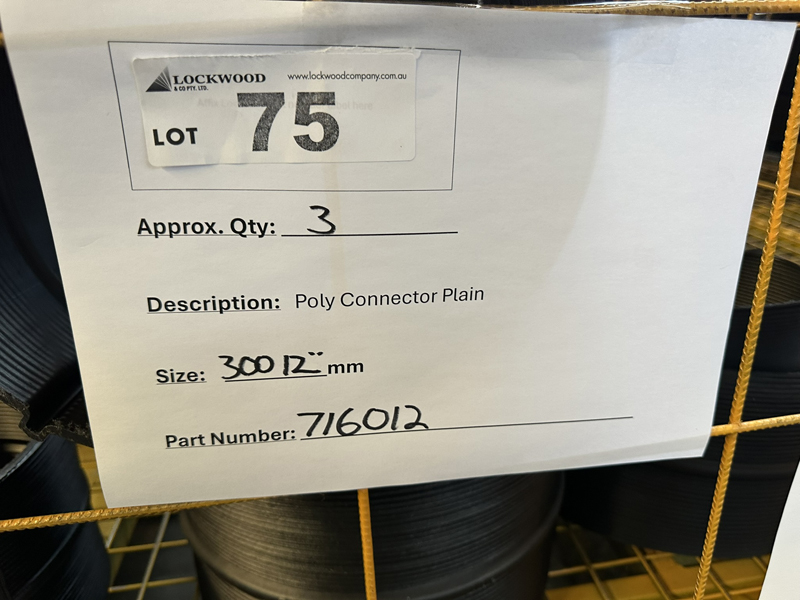 LOCKWOOD
& CO PTY. LTD.
www.lockwoodcompany.com.au
LOT 75
Approx. Qty: 3
Description: Poly Connector Plain
Size: 300 12" mm
Part Number: 716012